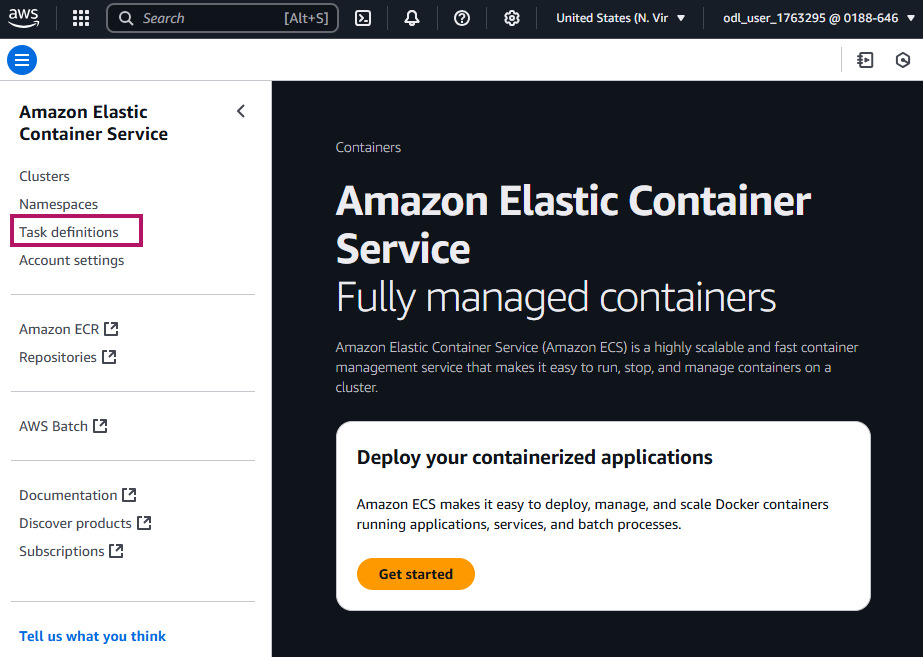 aws
Search [Alt+S]
United States (N. Vir
odl_user_1763295 @ 0188-646
Amazon Elastic
Container Service
Clusters
Namespaces
Task definitions
Account settings
Amazon ECR
Repositories
AWS Batch
Documentation
Discover products
Subscriptions
Tell us what you think
Containers
Amazon Elastic Container
Service
Fully managed containers
Amazon Elastic Container Service (Amazon ECS) is a highly scalable and fast container
management service that makes it easy to run, stop, and manage containers on a
cluster.
Deploy your containerized applications
Amazon ECS makes it easy to deploy, manage, and scale Docker containers
running applications, services, and batch processes.
Get started